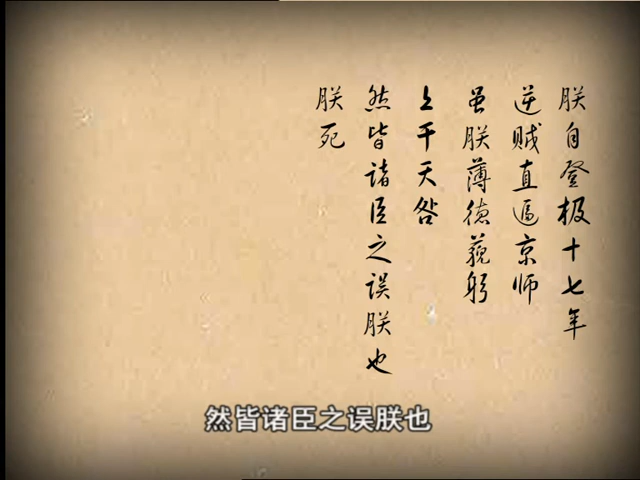 朕自登极十七年
逆贼直逼京师
虽朕薄德藐躬
上干天咎
然皆诸臣之误朕也
朕死
然皆诸臣之误朕也